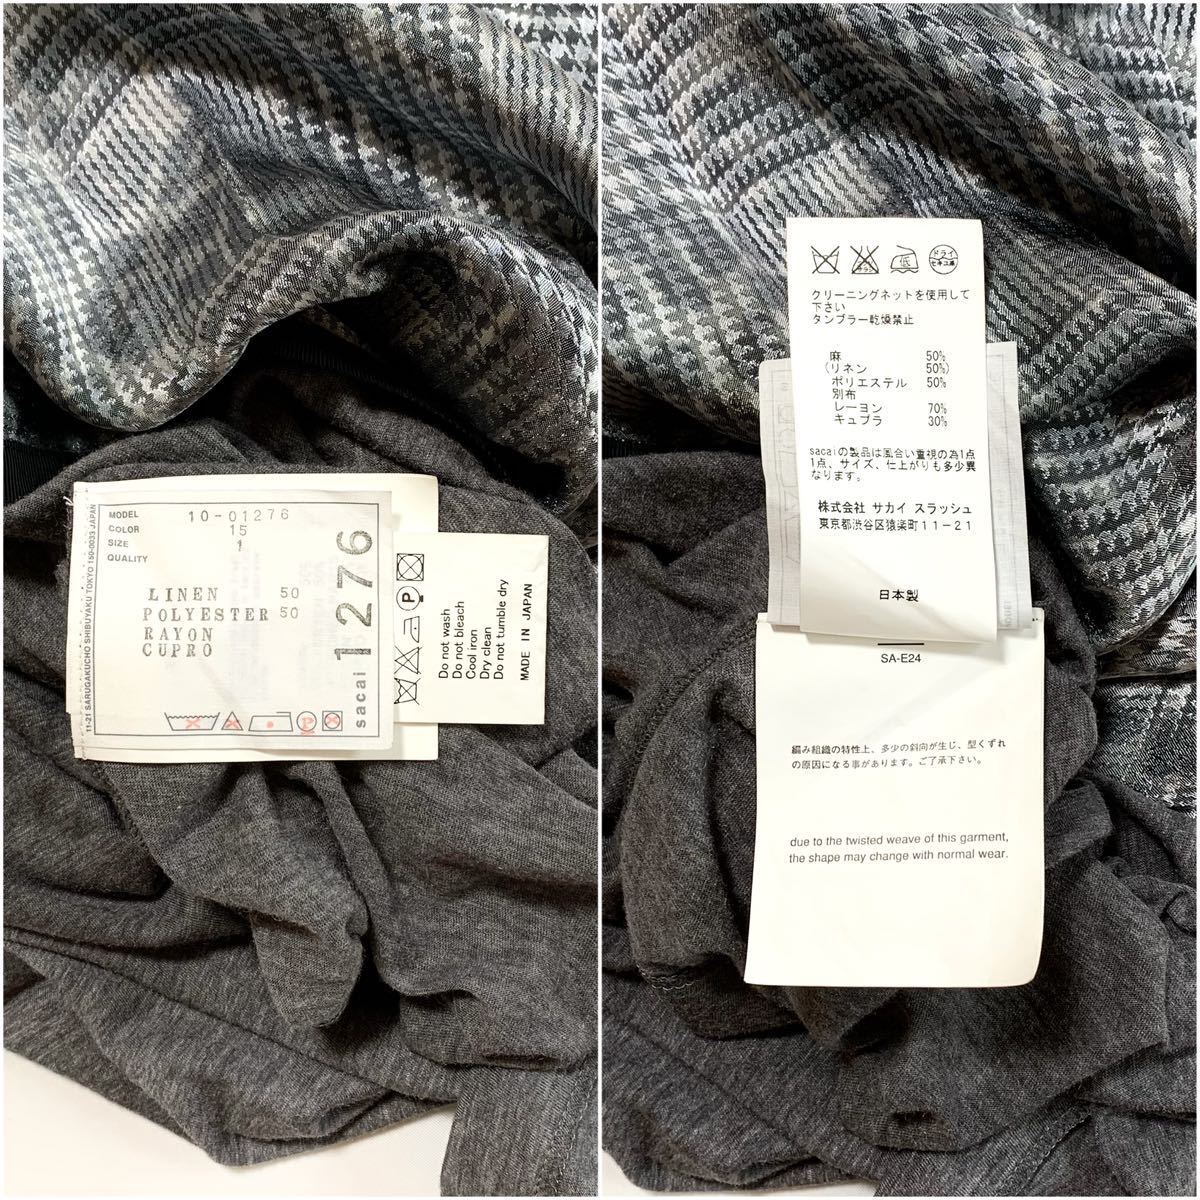 MODEL 10-01276
COLOR 15
SIZE 1
QUALITY
LINEN 50
POLYESTER 50
RAYON
CUPRO
sacai 1276
11-21 SARUGAKUCHO SHIBUYAKU TOKYO 150-0033 JAPAN
P
P
Do not wash
Do not bleach
Cool iron
Dry clean
Do not tumble dry
MADE IN JAPAN
低
ドライ
クリーニングネットを使用して
下さい
タンブラー乾燥禁止
麻 50%
(リネン 50%)
ポリエステル 50%
別布
レーヨン 70%
キュプラ 30%
sacaiの製品は風合い重視の為1点
1点、サイズ、仕上がりも多少異
なります。
株式会社 サカイ スラッシュ
東京都渋谷区猿楽町11-21
日本製
SA-E24
編み組織の特性上、多少の斜向が生じ、型くずれ
の原因になる事があります。ご了承下さい。
due to the twisted weave of this garment,
the shape may change with normal wear.